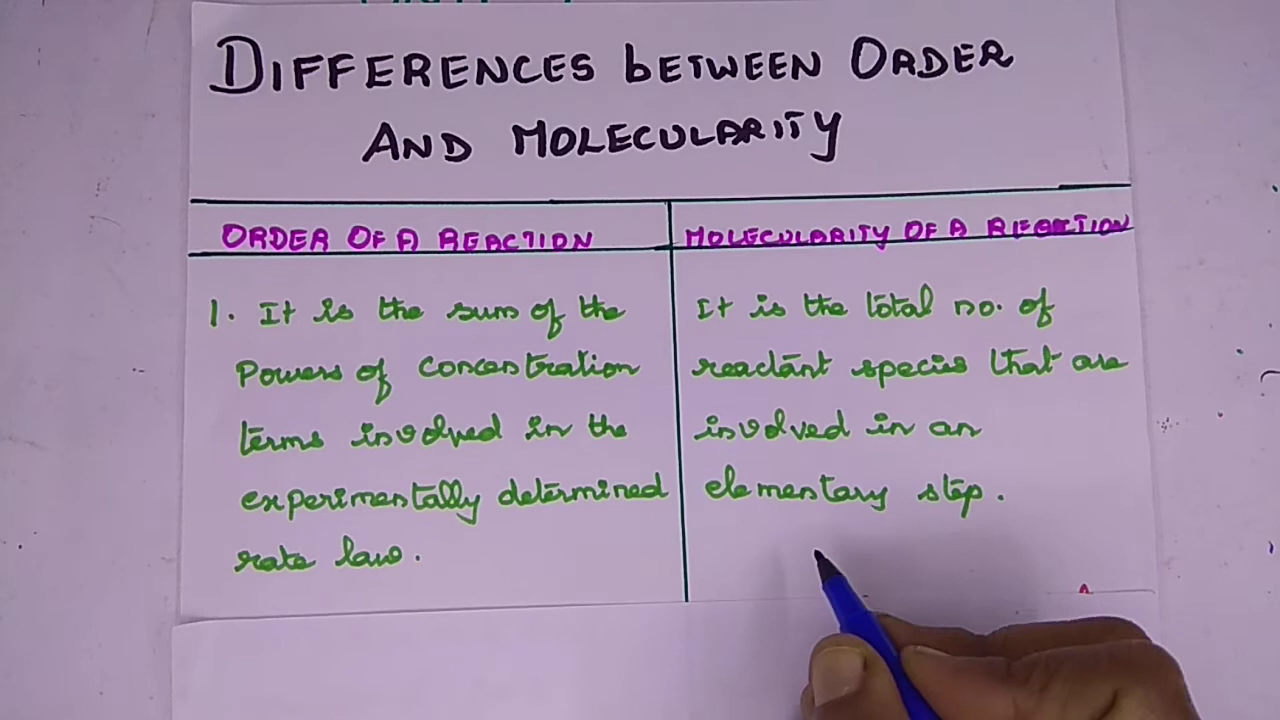 DIFFERENCES bETWEEN ORDER
AND MOLECULARITY
ORDER OF A REACTION
MOLECULARITY OF A REACTION
1. It is the sum of the
Powers of Concentration
terms involved in the
experimentally determined
rate law.
It is the total no. of
reactant species that are
involved in an
elementary step.